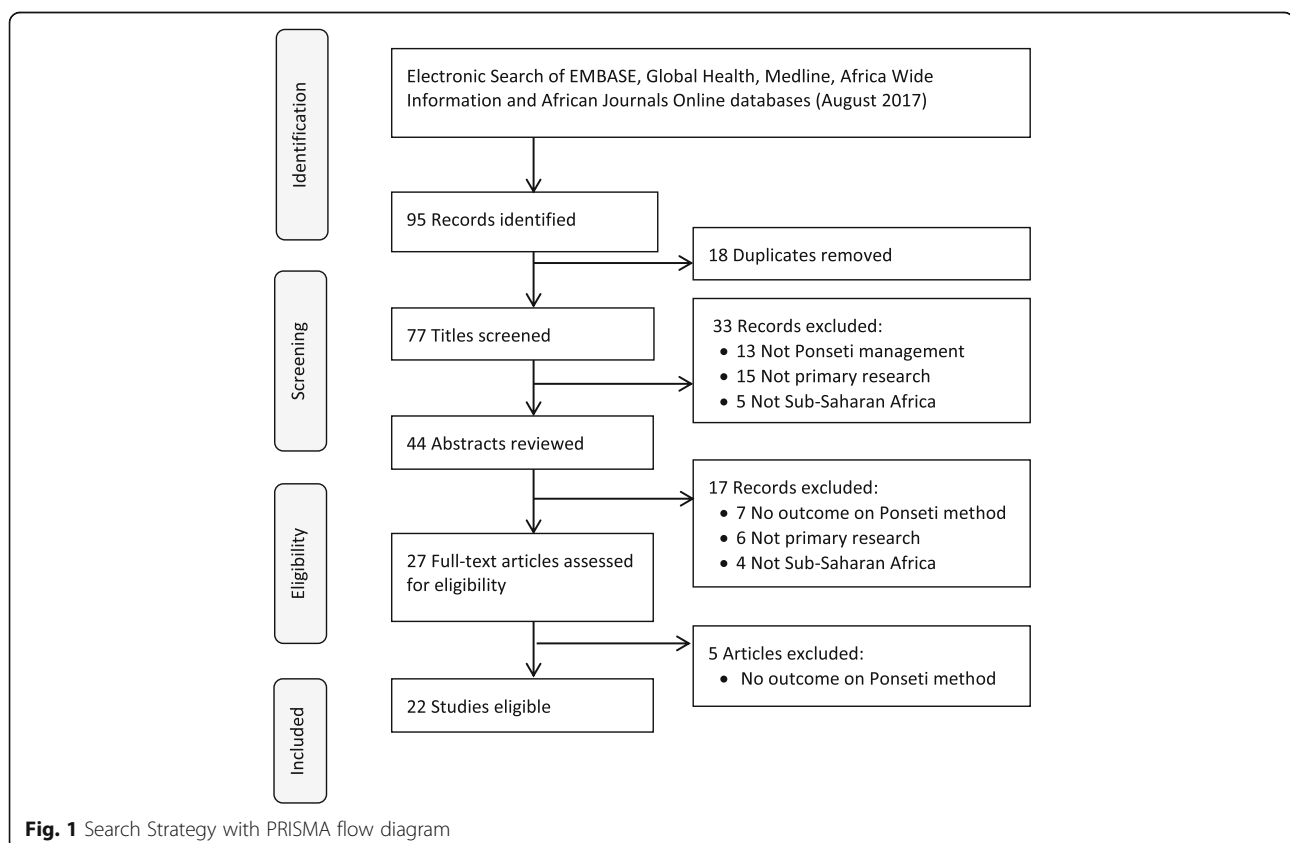 Identification
Electronic Search of EMBASE, Global Health, Medline, Africa Wide
Information and African Journals Online databases (August 2017)
95 Records identified
18 Duplicates removed
Screening
77 Titles screened
33 Records excluded:
• 13 Not Ponseti management
• 15 Not primary research
• 5 Not Sub-Saharan Africa
44 Abstracts reviewed
17 Records excluded:
• 7 No outcome on Ponseti method
• 6 Not primary research
• 4 Not Sub-Saharan Africa
Eligibility
27 Full-text articles assessed
for eligibility
5 Articles excluded:
• No outcome on Ponseti method
Included
22 Studies eligible
Fig. 1 Search Strategy with PRISMA flow diagram